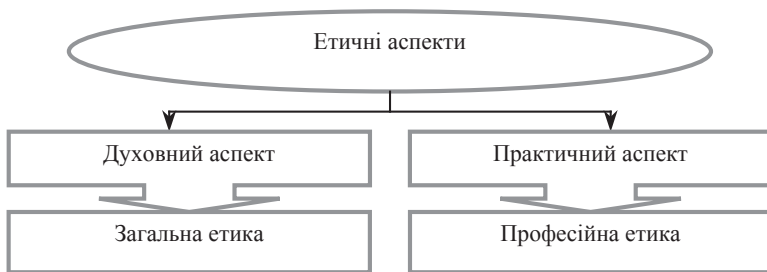 Етичні аспекти
Духовний аспект
Практичний аспект
Загальна етика
Професійна етика